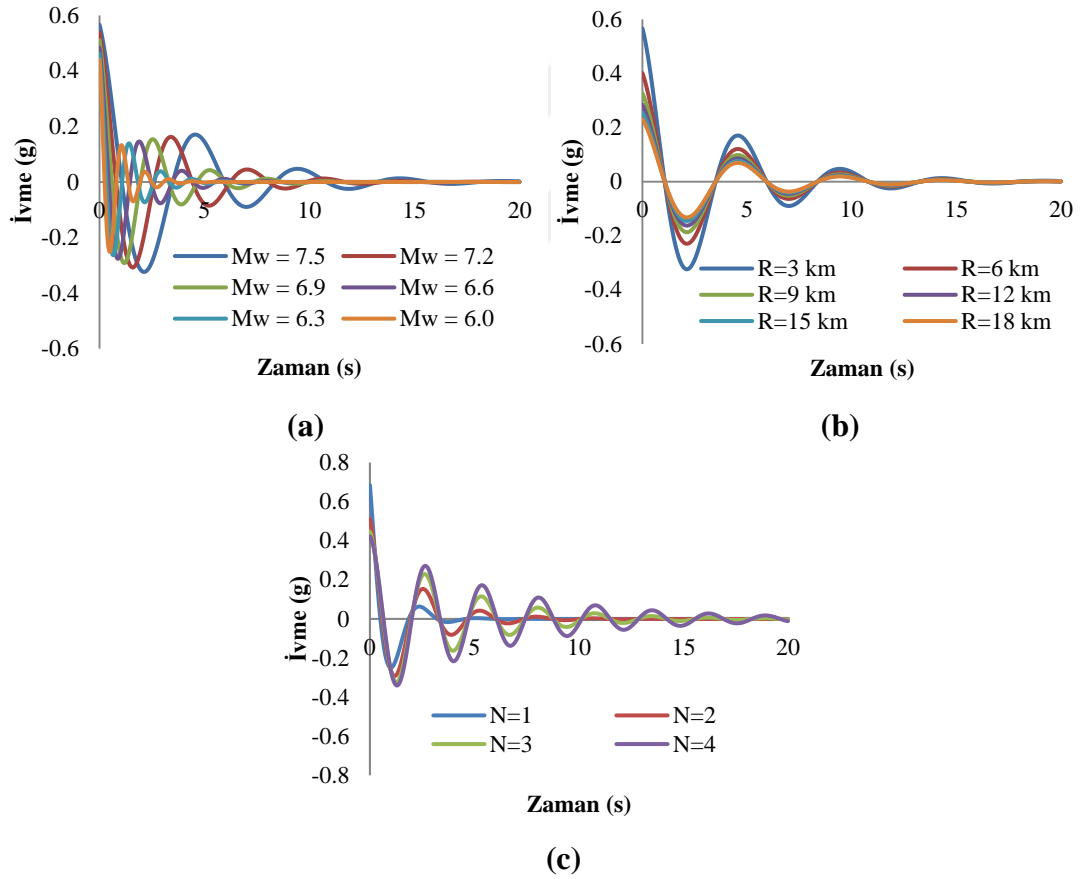 0.6
0.4
0.2
0
-0.2
-0.4
-0.6
0
5
10
15
20
İvme (g)
Zaman (s)
Mw = 7.5
Mw = 7.2
Mw = 6.9
Mw = 6.6
Mw = 6.3
Mw = 6.0
(a)
0.6
0.4
0.2
0
-0.2
-0.4
-0.6
0
5
10
15
20
İvme (g)
Zaman (s)
R=3 km
R=6 km
R=9 km
R=12 km
R=15 km
R=18 km
(b)
0.8
0.6
0.4
0.2
0
-0.2
-0.4
-0.6
-0.8
0
5
10
15
20
İvme (g)
Zaman (s)
N=1
N=2
N=3
N=4
(c)